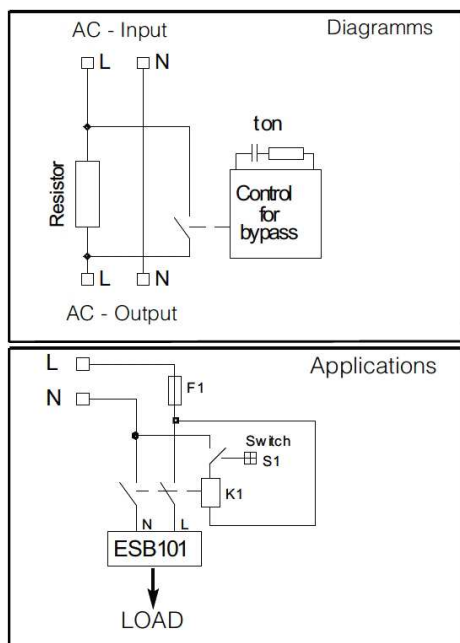 AC - Input
Diagramms
L N
ton
Resistor
Control
for
bypass
L N
AC - Output
Applications
L
F1
N
Switch
S1
K1
N L
ESB101
LOAD